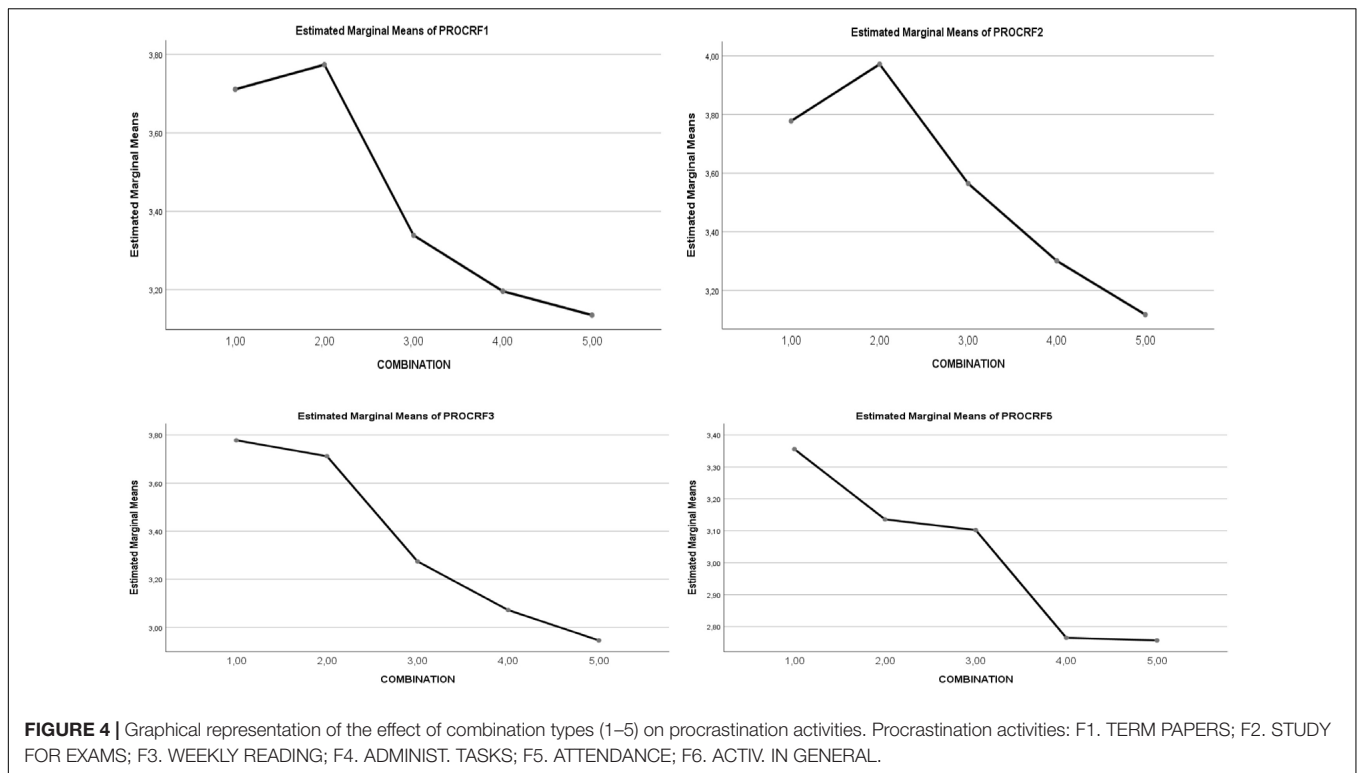 Estimated Marginal Means of PROCRF1
Estimated Marginal Means
3,80
3,60
3,40
3,20
1,00 2,00 3,00 4,00 5,00
COMBINATION
Estimated Marginal Means of PROCRF2
Estimated Marginal Means
4,00
3,80
3,60
3,40
3,20
1,00 2,00 3,00 4,00 5,00
COMBINATION
Estimated Marginal Means of PROCRF3
Estimated Marginal Means
3,80
3,60
3,40
3,20
3,00
1,00 2,00 3,00 4,00 5,00
COMBINATION
Estimated Marginal Means of PROCRF5
Estimated Marginal Means
3,40
3,30
3,20
3,10
3,00
2,90
2,80
1,00 2,00 3,00 4,00 5,00
COMBINATION
FIGURE 4 | Graphical representation of the effect of combination types (1–5) on procrastination activities. Procrastination activities: F1. TERM PAPERS; F2. STUDY
FOR EXAMS; F3. WEEKLY READING; F4. ADMINIST. TASKS; F5. ATTENDANCE; F6. ACTIV. IN GENERAL.